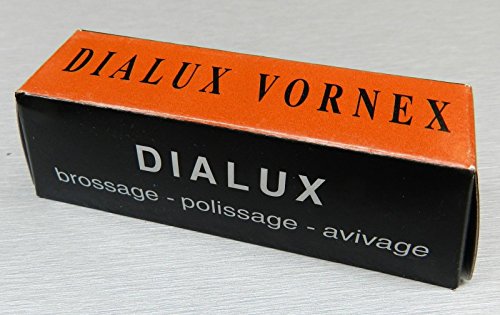 DIALUX VORNEX
DIALUX
brossage - polissage - avivage